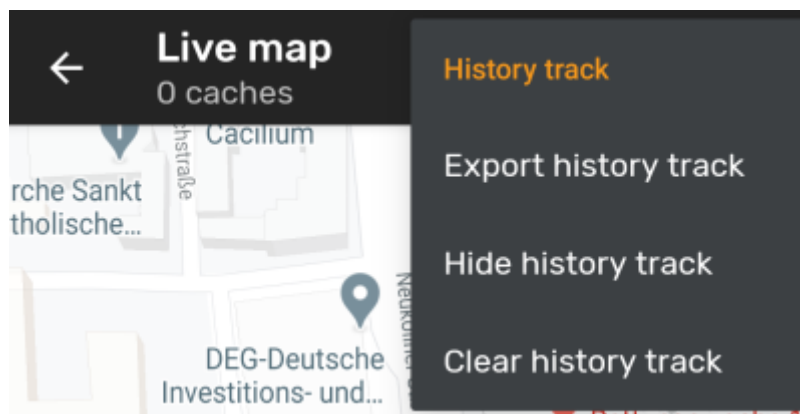 Live map
0 caches
History track
Export history track
Hide history track
Clear history track
Cacilium
rche Sankt
tholische...
DEG-Deutsche
Investitions- und...